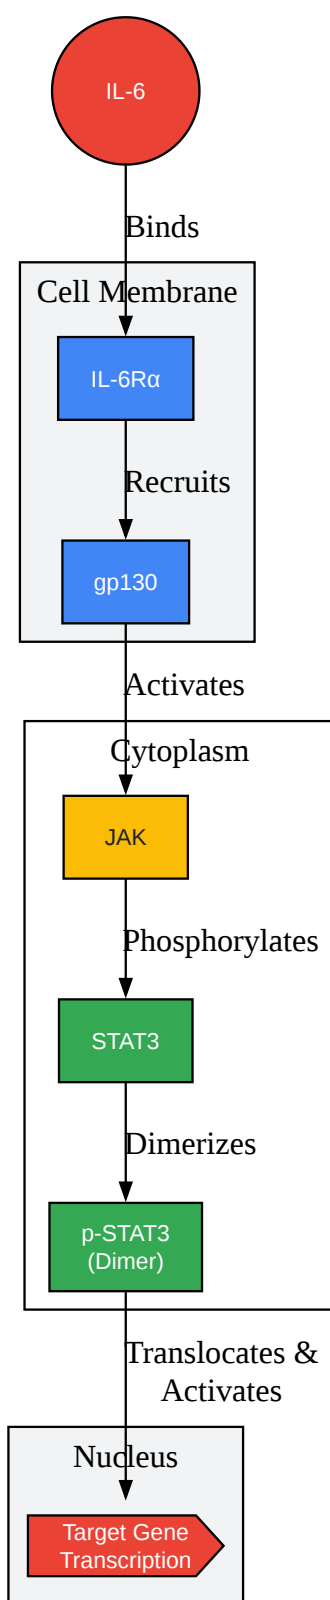 IL-6
Binds
Cell Membrane
IL-6Rα
Recruits
gp130
Activates
Cytoplasm
JAK
Phosphorylates
STAT3
Dimerizes
p-STAT3
(Dimer)
Translocates &
Activates
Nucleus
Target Gene
Transcription